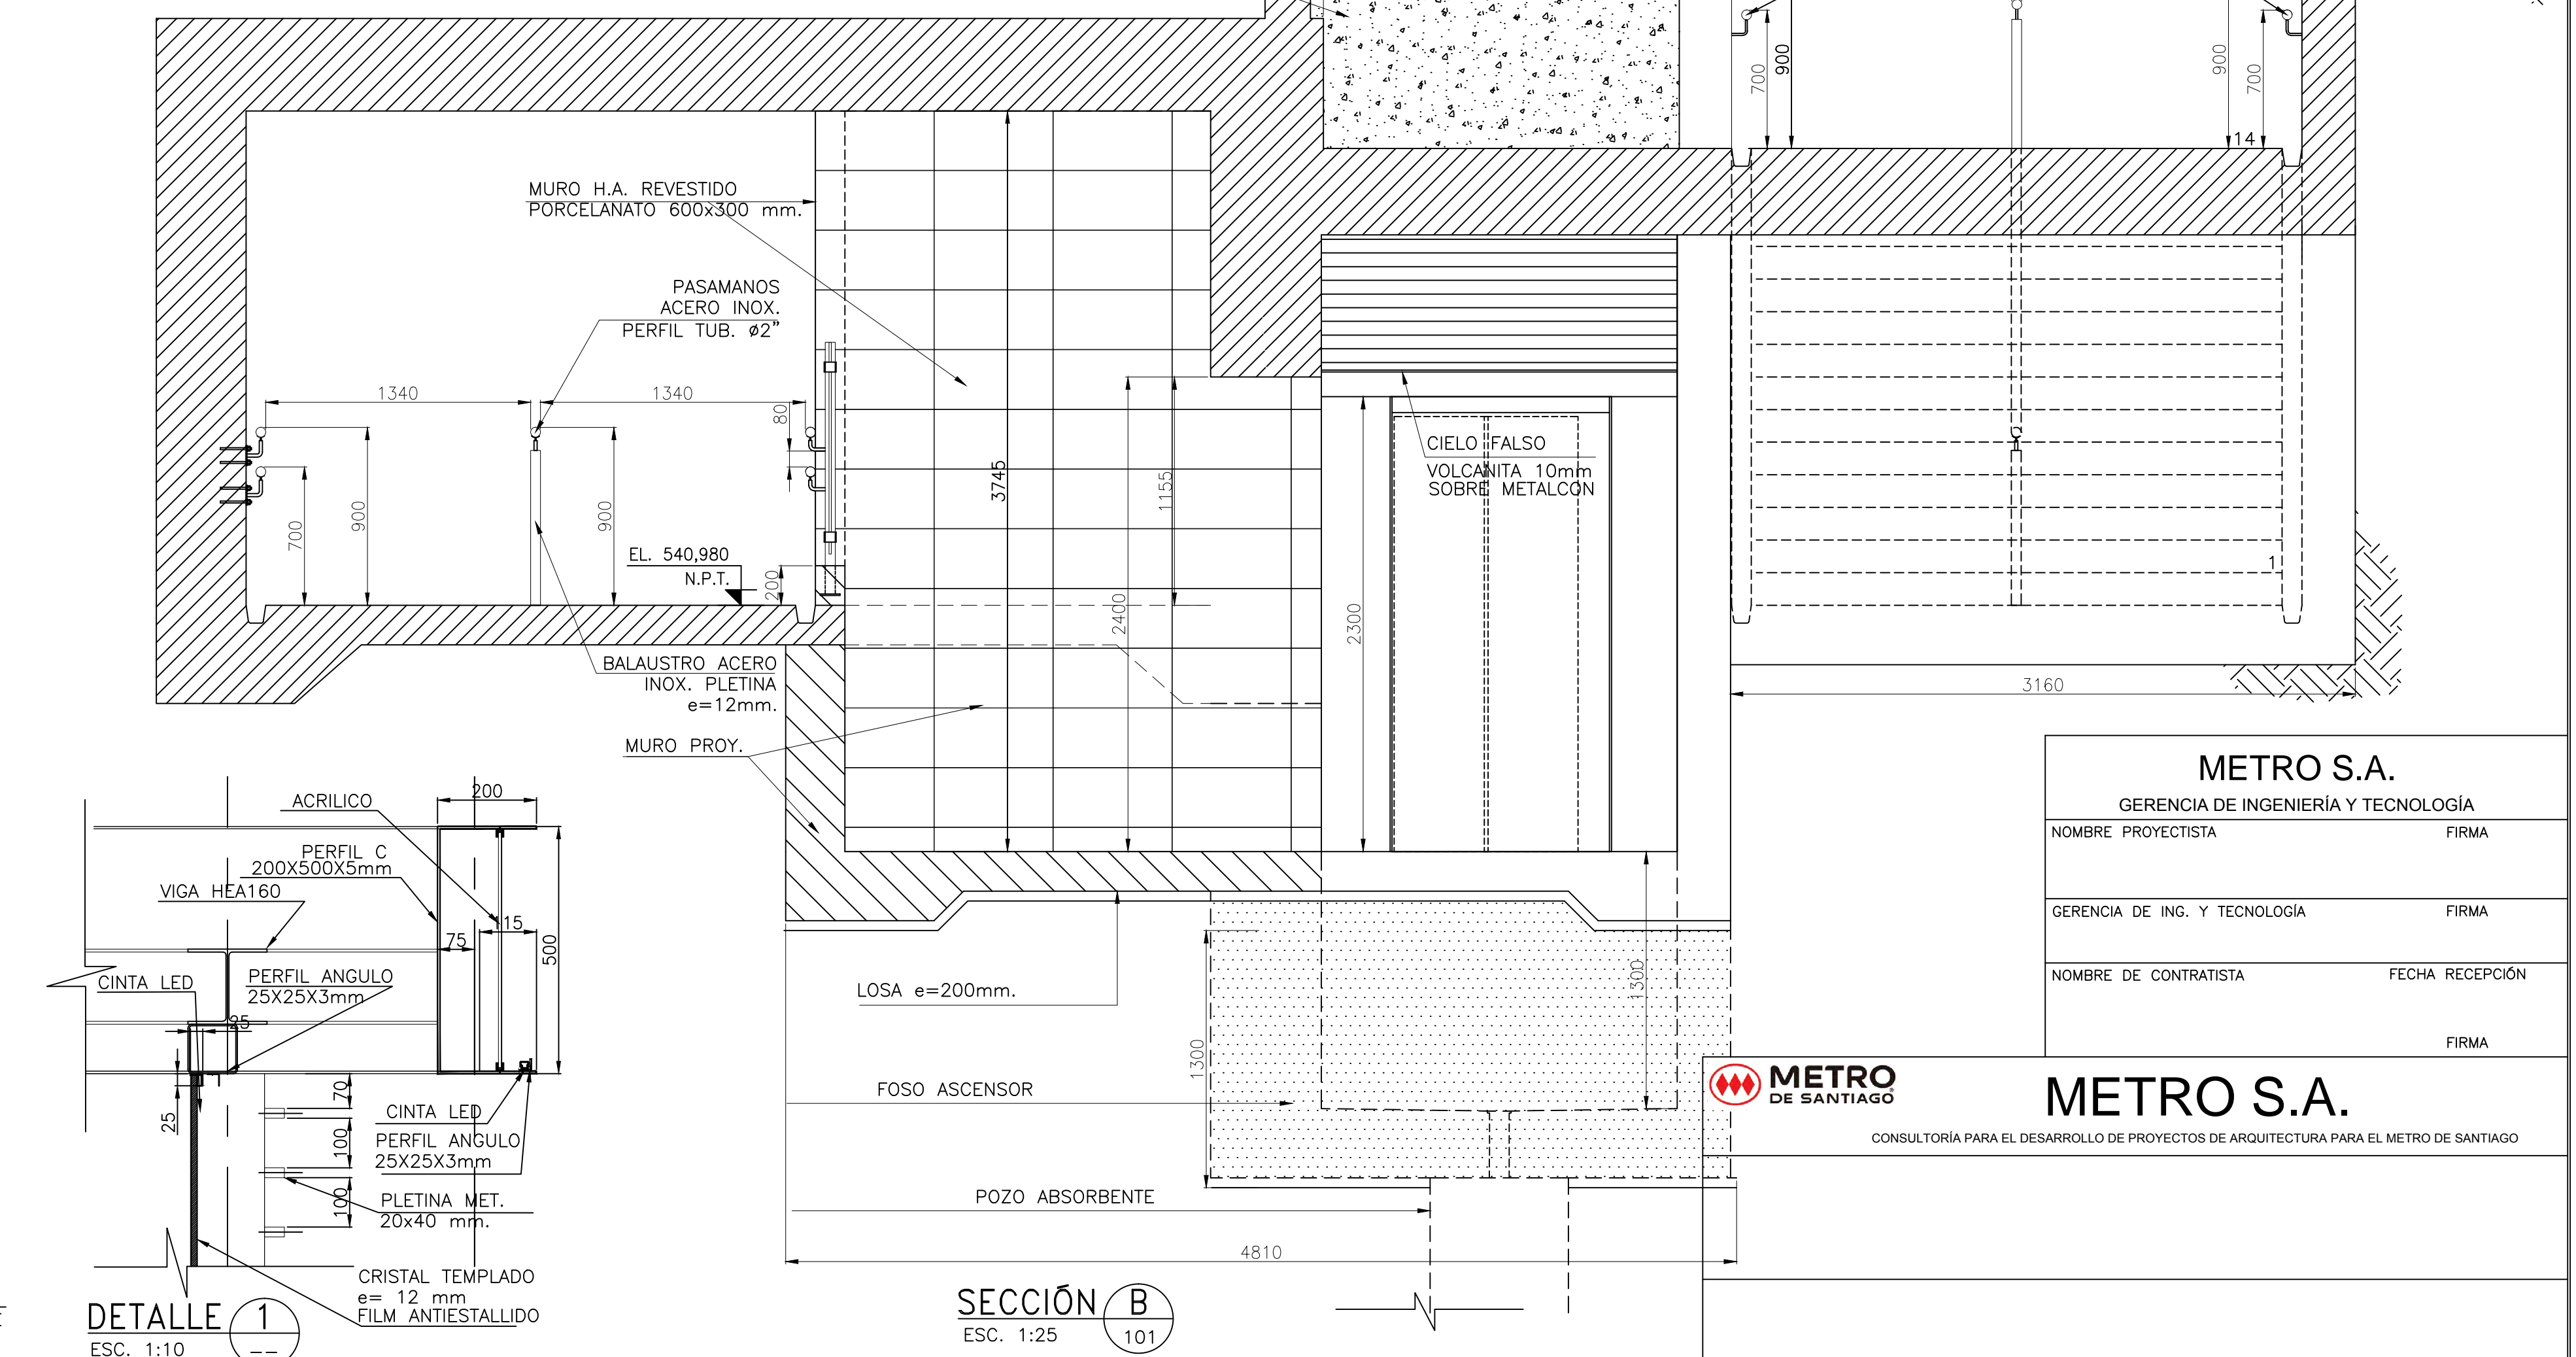 700
900
900
700
14
MURO H.A. REVESTIDO
PORCELANATO 600x300 mm.
PASAMANOS
ACERO INOX.
PERFIL TUB. ø2”
1340
1340
80
CIELO FALSO
VOLCANITA 10mm
SOBRE METALCON
3745
1155
700
900
900
EL. 540,980
N.P.T.
200
2400
2300
1
BALAUSTRO ACERO
INOX. PLETINA
e=12mm.
3160
MURO PROY.
METRO S.A.
GERENCIA DE INGENIERÍA Y TECNOLOGÍA
NOMBRE PROYECTISTA FIRMA
GERENCIA DE ING. Y TECNOLOGÍA FIRMA
NOMBRE DE CONTRATISTA FECHA RECEPCIÓN
FIRMA
ACRILICO
200
PERFIL C
200X500X5mm
VIGA HEA160
115
75
500
CINTA LED
PERFIL ANGULO
25X25X3mm
25
LOSA e=200mm.
1300
1300
FOSO ASCENSOR
METRO
DE SANTIAGO
METRO S.A.
CONSULTORÍA PARA EL DESARROLLO DE PROYECTOS DE ARQUITECTURA PARA EL METRO DE SANTIAGO
25
70
CINTA LED
100
PERFIL ANGULO
25X25X3mm
100
PLETINA MET.
20x40 mm.
POZO ABSORBENTE
4810
CRISTAL TEMPLADO
e= 12 mm
FILM ANTIESTALLIDO
DETALLE 1
ESC. 1:10 --
SECCIÓN B
ESC. 1:25 101